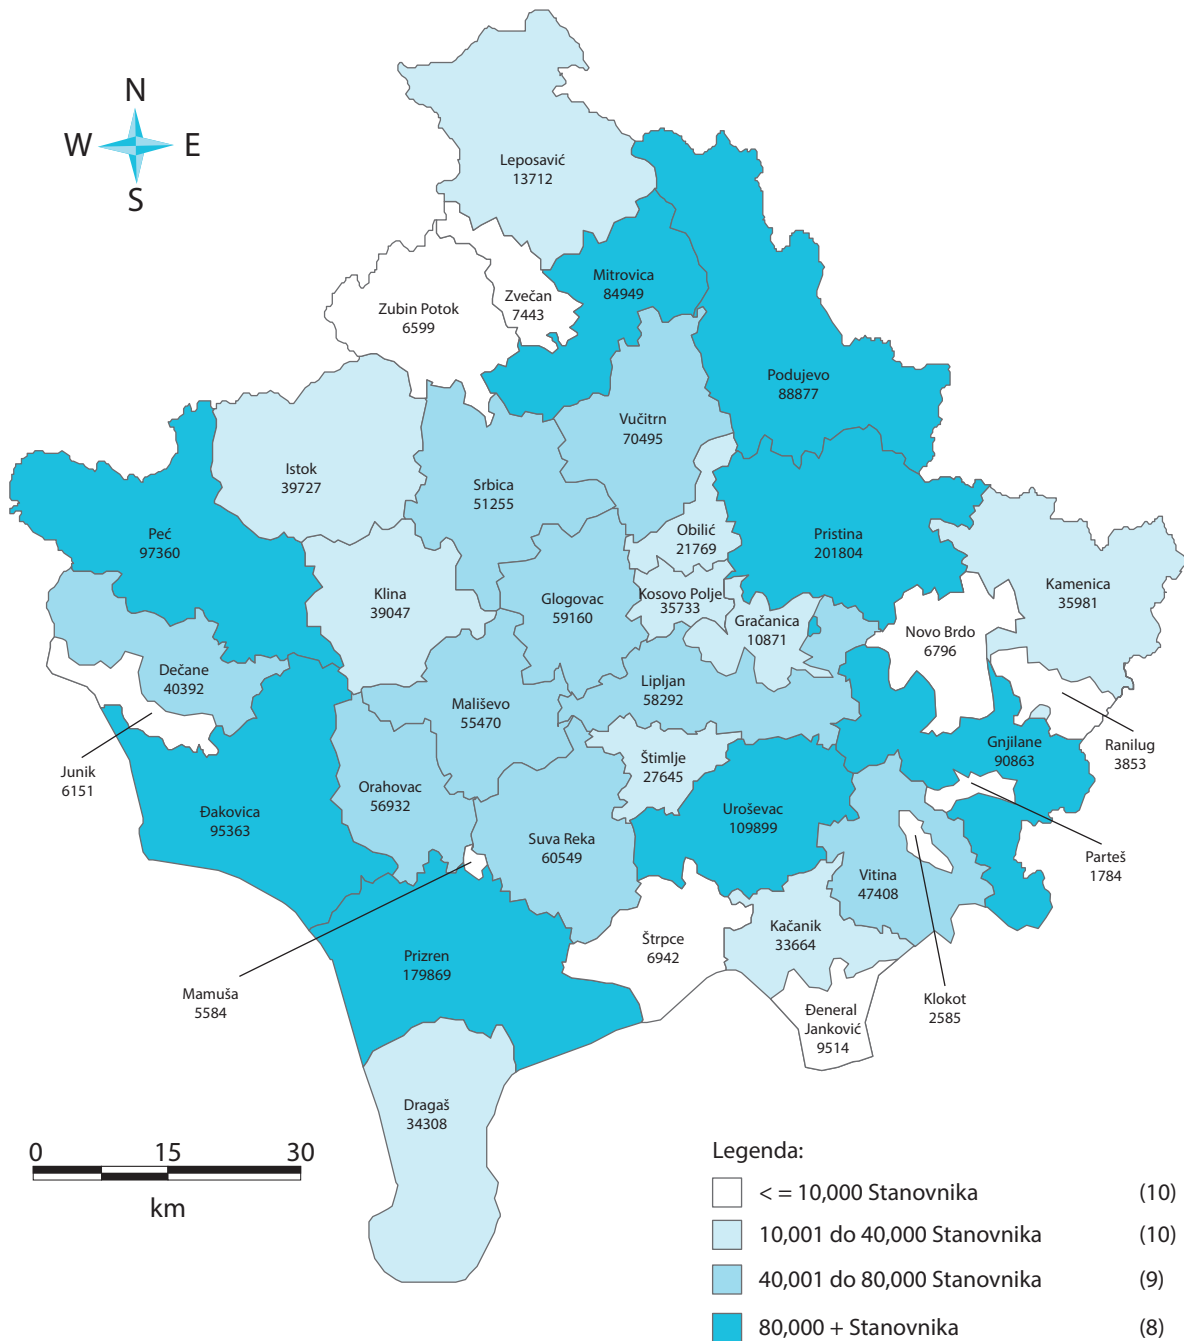 N
W E
S
Leposavić
13712
Mitrovica
84949
Zvečan
7443
Zubin Potok
6599
Podujevo
88877
Vučitrn
70495
Istok
39727
Srbica
51255
Peć
97360
Obilić
21769
Pristina
201804
Kamenica
35981
Klina
39047
Glogovac
59160
Kosovo Polje
35733
Gračanica
10871
Novo Brdo
6796
Dečane
40392
Lipljan
58292
Mališevo
55470
Štimlje
27645
Gnjilane
90863
Ranilug
3853
Junik
6151
Đakovica
95363
Orahovac
56932
Uroševac
109899
Suva Reka
60549
Parteš
1784
Vitina
47408
Kačanik
33664
Štrpce
6942
Prizren
179869
Mamuša
5584
Klokot
2585
Đeneral
Janković
9514
Dragaš
34308
0 15 30
km
Legenda:
< = 10,000 Stanovnika (10)
10,001 do 40,000 Stanovnika (10)
40,001 do 80,000 Stanovnika (9)
80,000 + Stanovnika (8)